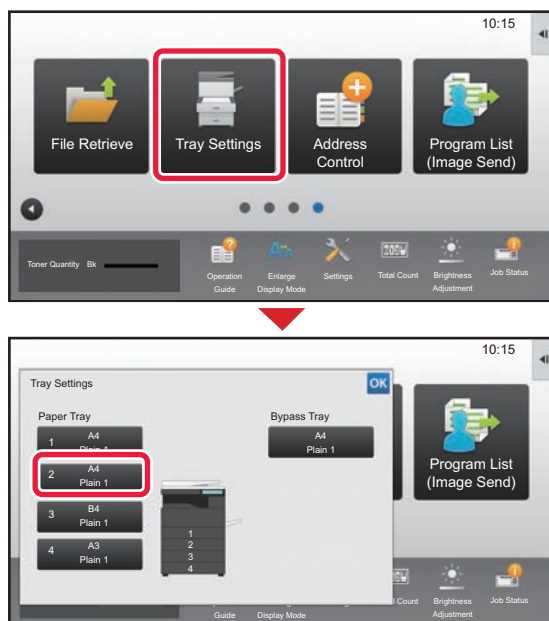 10:15
File Retrieve
Tray Settings
Address
Control
Program List
(Image Send)
Toner Quantity Bk
Operation
Guide
Enlarge
Display Mode
Settings
Total Count
Brightness
Adjustment
Job Status
10:15
Tray Settings
OK
Paper Tray
Bypass Tray
1 A4
Plain 1
A4
Plain 1
2 A4
Plain 1
3 B4
Plain 1
4 A3
Plain 1
1
2
3
4
Program List
(Image Send)
Guide
Display Mode
l Count
Brightness
Adjustment
Job Status